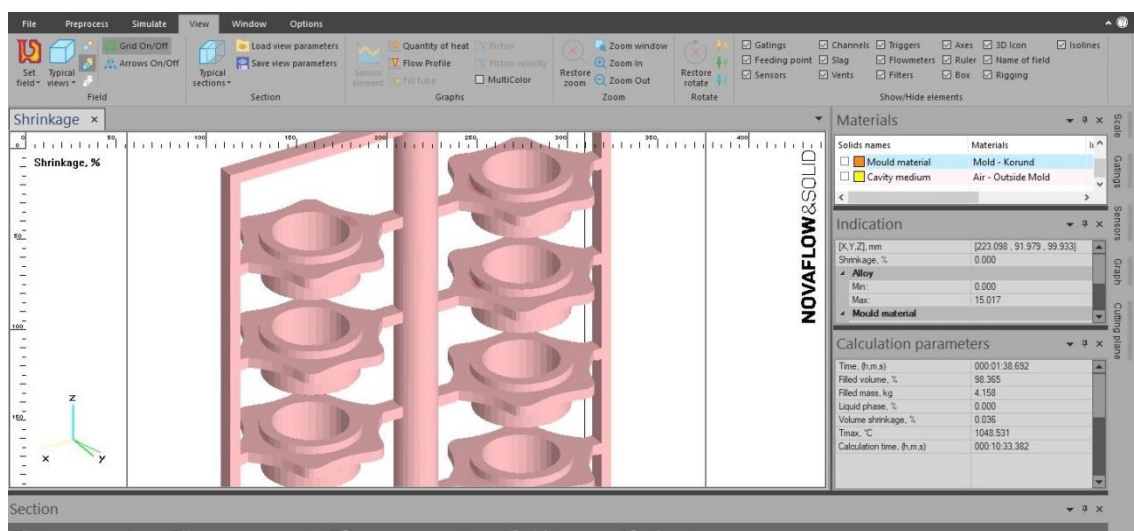 File Preprocess Simulate View Window Options
Set field
Typical views
Grid On/Off
Arrows On/Off
Field
Typical sections
Load view parameters
Save view parameters
Section
Sensor element
Quantity of heat
Flow Profile
Fill tube
Piston
Piston velocity
MultiColor
Graphs
Restore zoom
Zoom window
Zoom In
Zoom Out
Zoom
Restore rotate
X
Y
Z
Rotate
Gatings Channels Triggers Axes 3D Icon Isolines
Feeding point Slag Flowmeters Ruler Name of field
Sensors Vents Filters Box Rigging
Show/Hide elements
Shrinkage ×
0 50 100 150 200 250 300 350 400
Shrinkage, %
50
100
150
NOVAFLOW&SOLID
z
x
y
Materials
Solids names Materials
Mould material Mold - Korund
Cavity medium Air - Outside Mold
Indication
[X,Y,Z], mm [223.098 , 91.979 , 99.933]
Shrinkage, % 0.000
Alloy
Min: 0.000
Max: 15.017
Mould material
Calculation parameters
Time, (h,m,s) 000:01:38.692
Filled volume, % 98.365
Filled mass, kg 4.158
Liquid phase, % 0.000
Volume shrinkage, % 0.036
Tmax, °C 1048.531
Calculation time, (h,m,s) 000:10:33.382
Scale
Gatings
Sensors
Graph
Cutting plane
Section